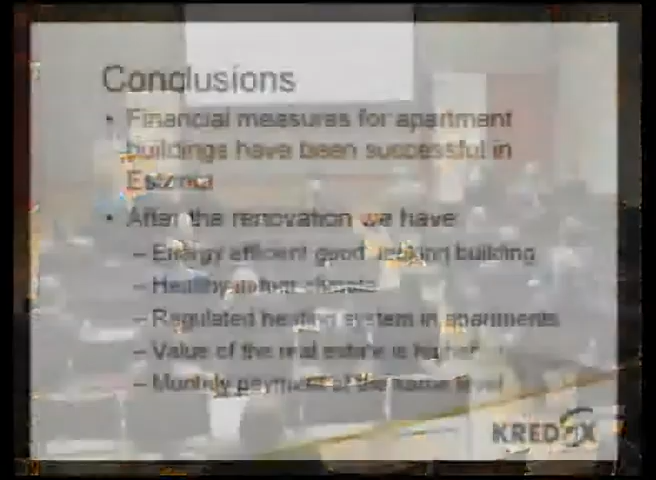 Conclusions
• Financial measures for apartment
buildings have been successful in
Estonia
• After the renovation we have
– Energy efficient good looking building
– Healthy indoor climate
– Regulated heating system in apartments
– Value of the real estate is higher
– Monthly payment at the same level
KREDEX